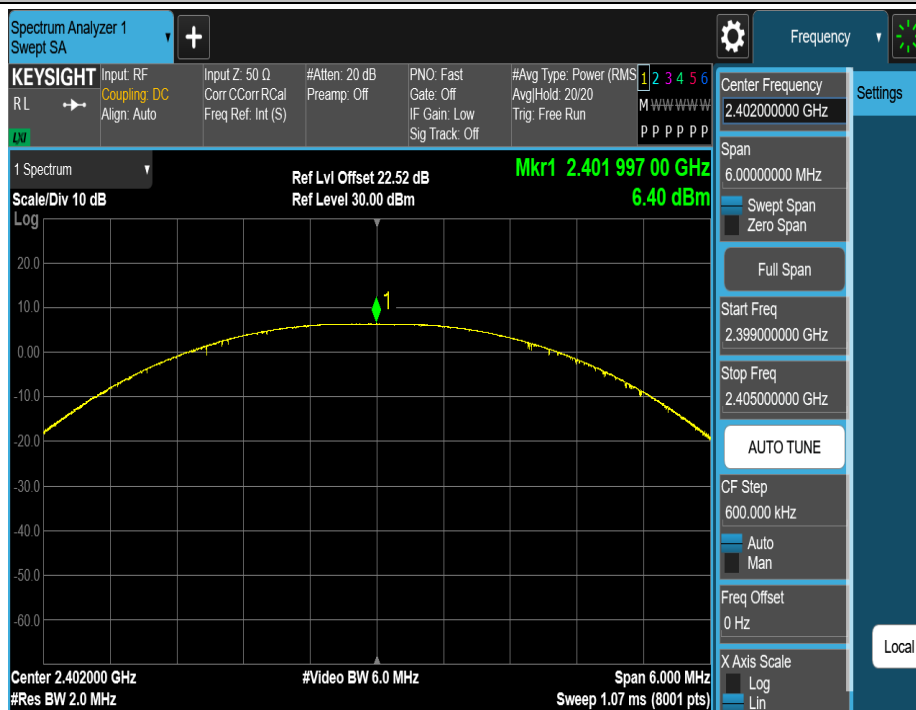 Spectrum Analyzer 1
Swept SA
+
Frequency
KEYSIGHT
RL
LXI
Input: RF
Coupling: DC
Align: Auto
Input Z: 50 Ω
Corr CCorr RCal
Freq Ref: Int (S)
#Atten: 20 dB
Preamp: Off
PNO: Fast
Gate: Off
IF Gain: Low
Sig Track: Off
#Avg Type: Power (RMS
Avg|Hold: 20/20
Trig: Free Run
1 2 3 4 5 6
M W W W W W
P P P P P P
1 Spectrum
Scale/Div 10 dB
Log
Ref Lvl Offset 22.52 dB
Ref Level 30.00 dBm
Mkr1 2.401 997 00 GHz
6.40 dBm
1
20.0
10.0
0.00
-10.0
-20.0
-30.0
-40.0
-50.0
-60.0
Center 2.402000 GHz
#Res BW 2.0 MHz
#Video BW 6.0 MHz
Span 6.000 MHz
Sweep 1.07 ms (8001 pts)
Center Frequency
2.402000000 GHz
Span
6.00000000 MHz
Swept Span
Zero Span
Full Span
Start Freq
2.399000000 GHz
Stop Freq
2.405000000 GHz
AUTO TUNE
CF Step
600.000 kHz
Auto
Man
Freq Offset
0 Hz
X Axis Scale
Log
Lin
Settings
Local